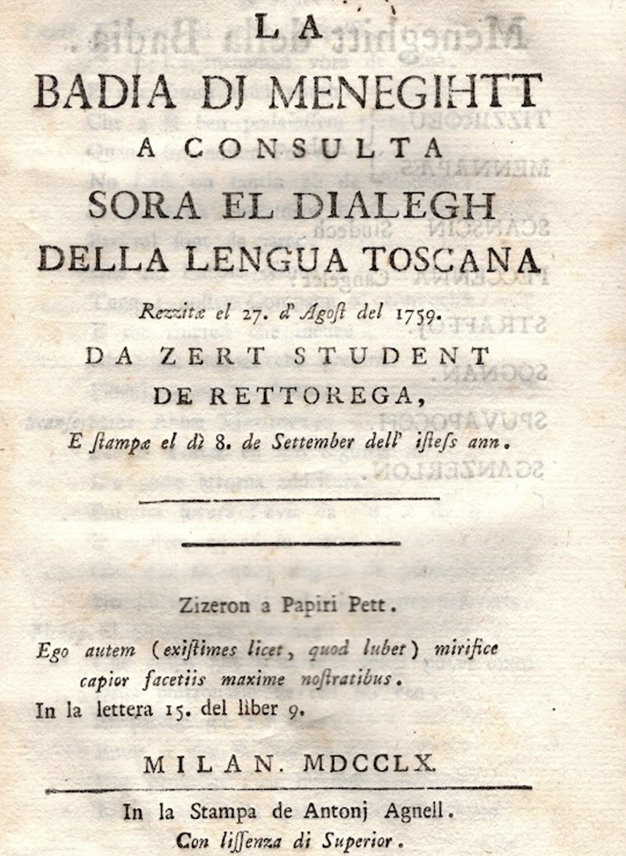 LA
BADIA DJ MENEGIHTT
A CONSULTA
SORA EL DIALEGH
DELLA LENGUA TOSCANA
Rezzitæ el 27. d' Agoſt del 1759.
DA ZERT STUDENT
DE RETTOREGA,
E ſtampæ el dì 8. de Settember dell' iſteſs ann.
Zizeron a Papiri Pett.
Ego autem (exiſtimes licet, quod lubet) mirifice
capior facetiis maxime noſtratibus.
In la lettera 15. del liber 9.
MILAN. MDCCLX.
In la Stampa de Antonj Agnell.
Con liſſenza di Superior.